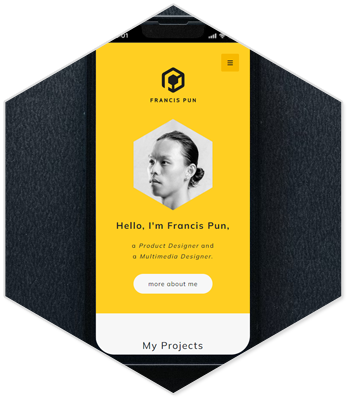 FRANCIS PUN
Hello, I'm Francis Pun,
a Product Designer and
a Multimedia Designer.
more about me
My Projects